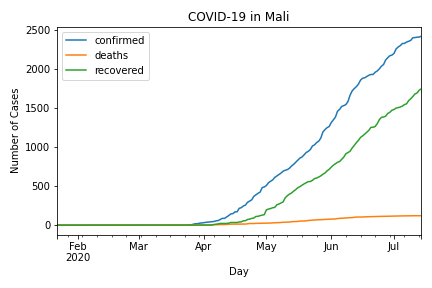 COVID-19 in Mali
confirmed
deaths
recovered
Number of Cases
2500
2000
1500
1000
500
0
Feb
2020
Mar
Apr
May
Jun
Jul
Day